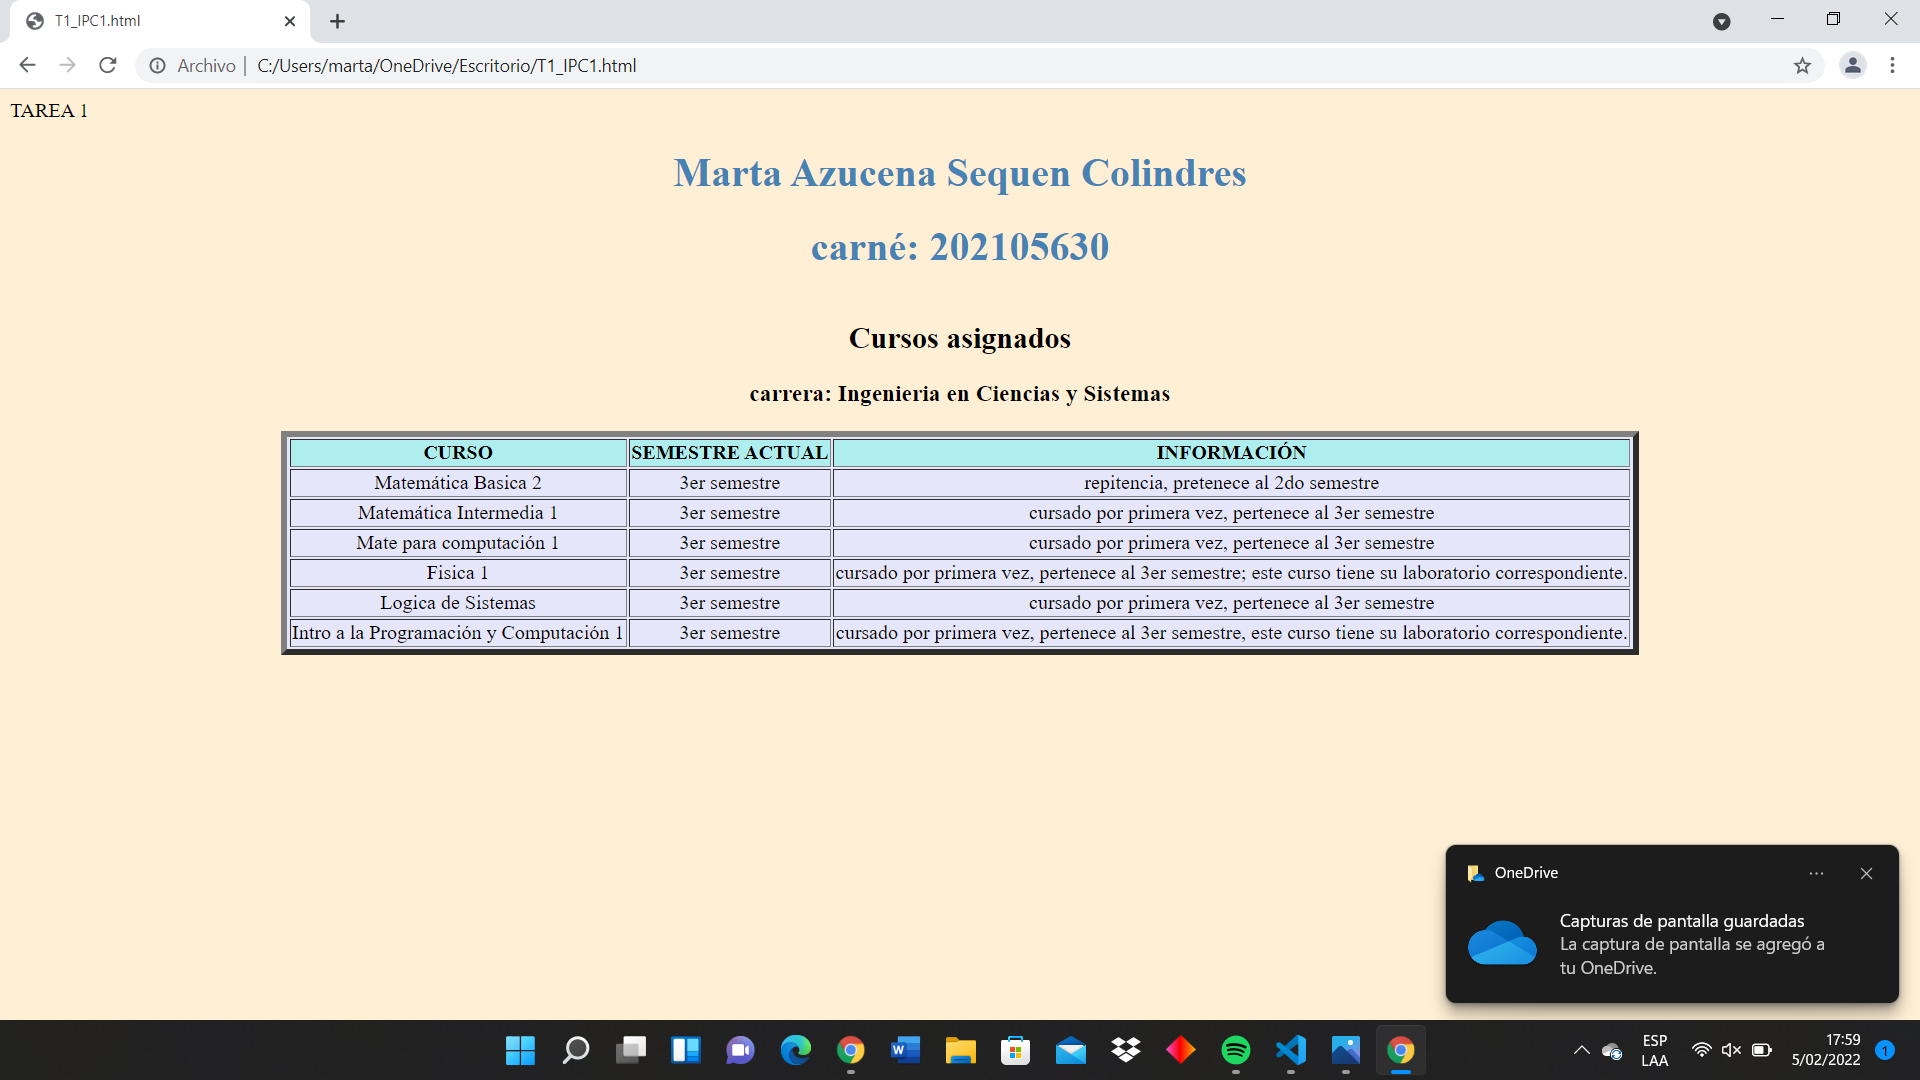 T1_IPC1.html
Archivo | C:/Users/marta/OneDrive/Escritorio/T1_IPC1.html
TAREA 1
Marta Azucena Sequen Colindres
carné: 202105630
Cursos asignados
carrera: Ingenieria en Ciencias y Sistemas
CURSO SEMESTRE ACTUAL INFORMACIÓN
Matemática Basica 2 3er semestre repitencia, pretenece al 2do semestre
Matemática Intermedia 1 3er semestre cursado por primera vez, pertenece al 3er semestre
Mate para computación 1 3er semestre cursado por primera vez, pertenece al 3er semestre
Fisica 1 3er semestre cursado por primera vez, pertenece al 3er semestre; este curso tiene su laboratorio correspondiente.
Logica de Sistemas 3er semestre cursado por primera vez, pertenece al 3er semestre
Intro a la Programación y Computación 1 3er semestre cursado por primera vez, pertenece al 3er semestre, este curso tiene su laboratorio correspondiente.
OneDrive
Capturas de pantalla guardadas
La captura de pantalla se agregó a
tu OneDrive.
ESP
LAA
17:59
5/02/2022
1